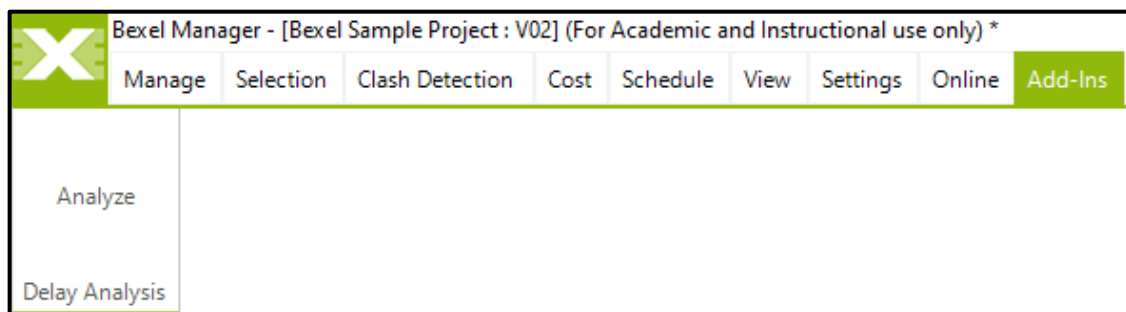 Bexel Manager - [Bexel Sample Project : V02] (For Academic and Instructional use only) *
Manage Selection Clash Detection Cost Schedule View Settings Online Add-Ins
Analyze
Delay Analysis